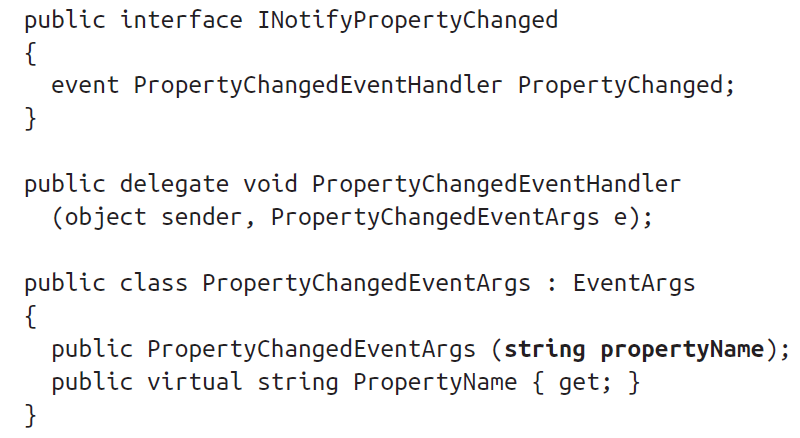 public interface INotifyPropertyChanged
{
  event PropertyChangedEventHandler PropertyChanged;
}

public delegate void PropertyChangedEventHandler
  (object sender, PropertyChangedEventArgs e);

public class PropertyChangedEventArgs : EventArgs
{
  public PropertyChangedEventArgs (string propertyName);
  public virtual string PropertyName { get; }
}